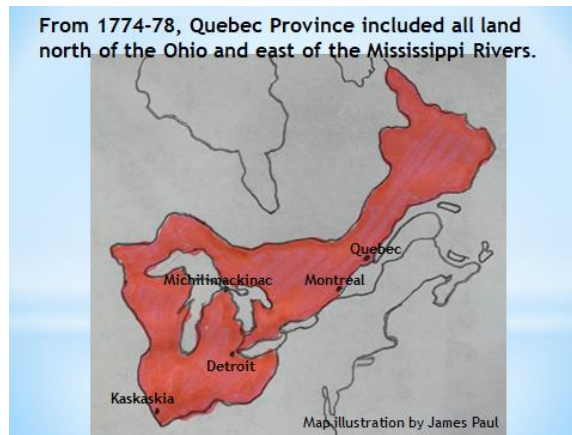 From 1774-78, Quebec Province included all land
north of the Ohio and east of the Mississippi Rivers.
Quebec
Michilimackinac
Montreal
Detroit
Kaskaskia
Map illustration by James Paul